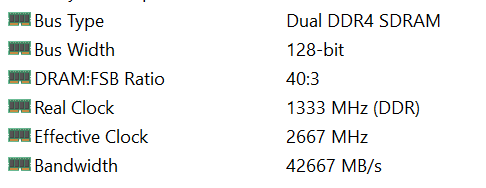 Bus Type Dual DDR4 SDRAM
Bus Width 128-bit
DRAM:FSB Ratio 40:3
Real Clock 1333 MHz (DDR)
Effective Clock 2667 MHz
Bandwidth 42667 MB/s